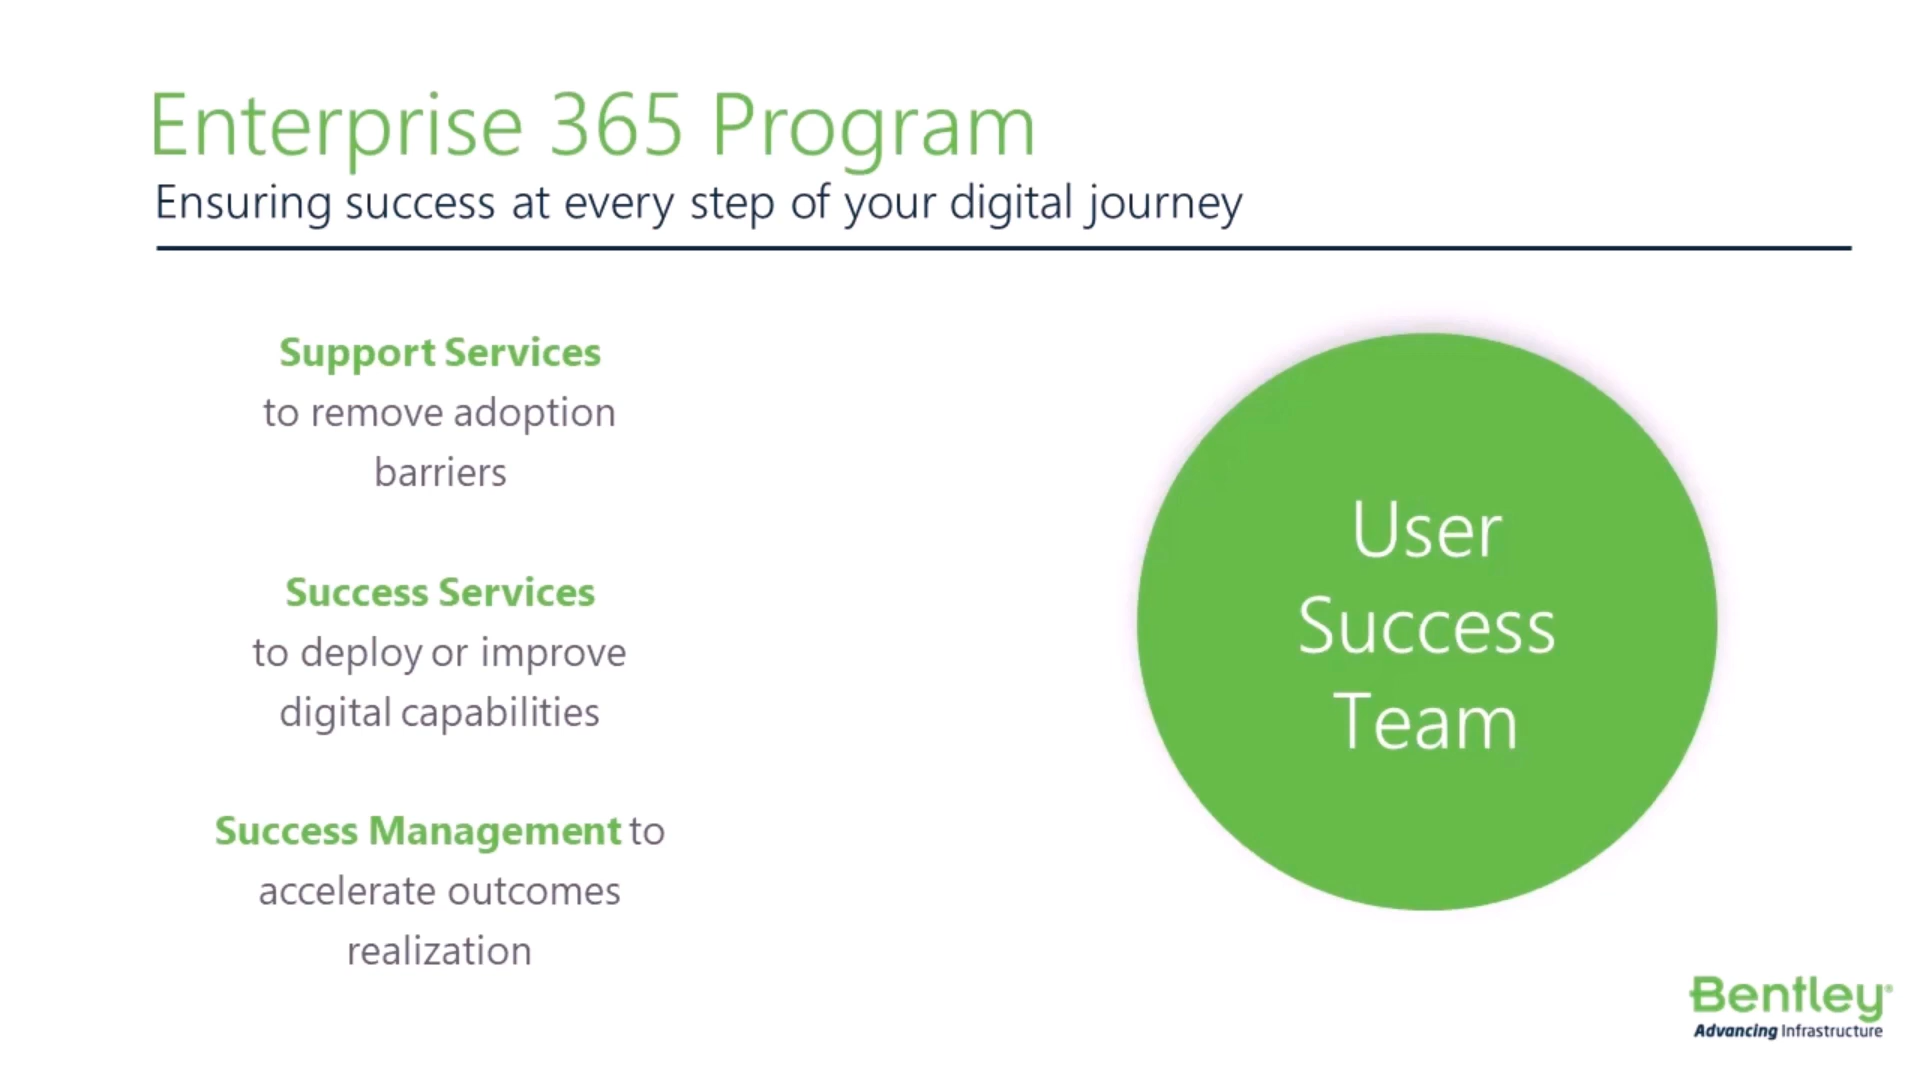 Enterprise 365 Program
Ensuring success at every step of your digital journey
Support Services
to remove adoption
barriers
Success Services
to deploy or improve
digital capabilities
Success Management to
accelerate outcomes
realization
User
Success
Team
Bentley®
Advancing Infrastructure